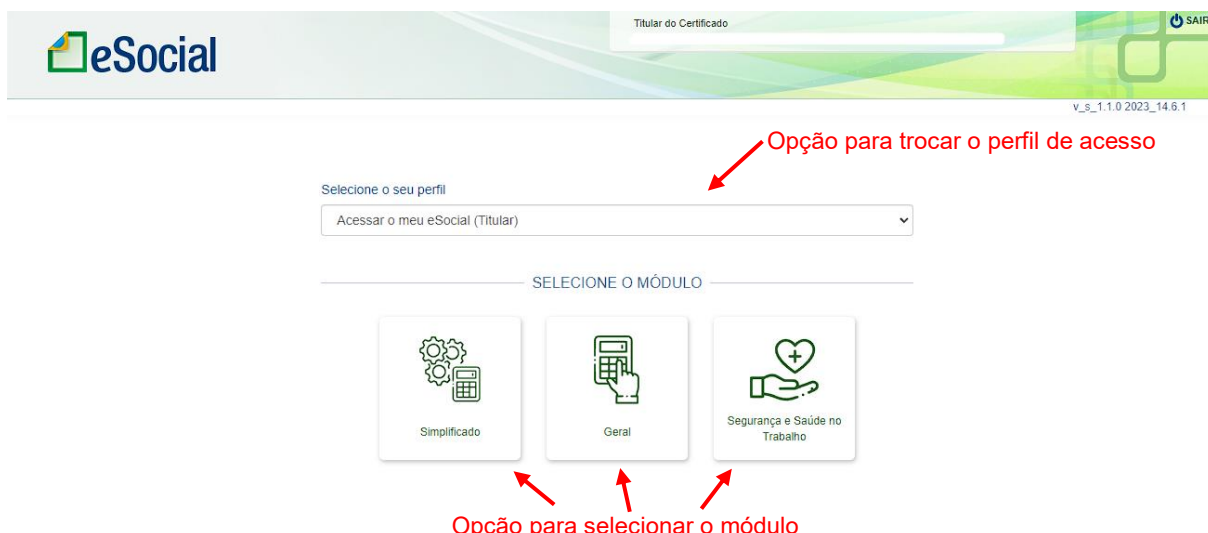 Titular do Certificado
SAIR
eSocial
v_s_1.1.0 2023_14.6.1
Opção para trocar o perfil de acesso
Selecione o seu perfil
Acessar o meu eSocial (Titular)
SELECIONE O MÓDULO
Simplificado
Geral
Segurança e Saúde no
Trabalho
Opção para selecionar o módulo